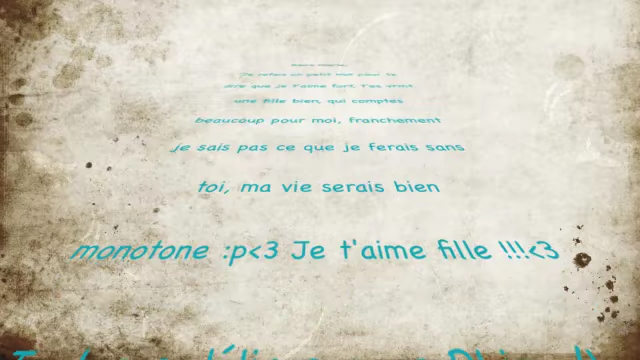 Je refais un petit mot pour te
dire que je t'aime fort, t'es vraiment
une fille bien, qui comptes
beaucoup pour moi, franchement
je sais pas ce que je ferais sans
toi, ma vie serais bien
monotone :p<3 Je t'aime fille !!!<3